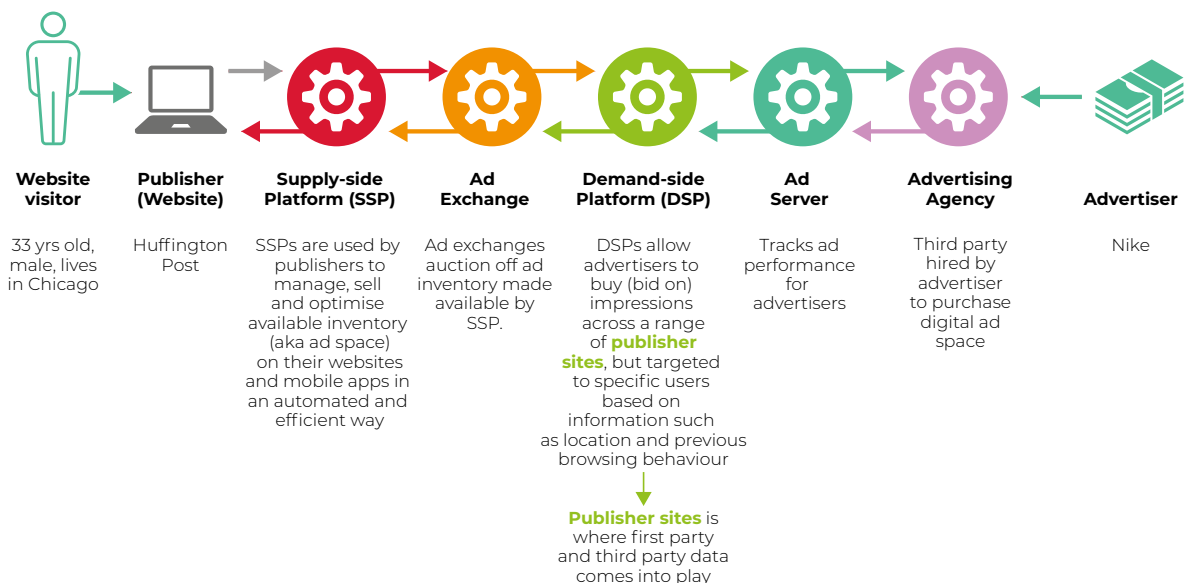 Website
visitor
33 yrs old,
male, lives
in Chicago
Publisher
(Website)
Huffington
Post
Supply-side
Platform (SSP)
SSPs are used by
publishers to
manage, sell
and optimise
available inventory
(aka ad space)
on their websites
and mobile apps in
an automated and
efficient way
Ad
Exchange
Ad exchanges
auction off ad
inventory made
available by
SSP.
Demand-side
Platform (DSP)
DSPs allow
advertisers to
buy (bid on)
impressions
across a range
of publisher
sites, but targeted
to specific users
based on
information such
as location and previous
browsing behaviour
Publisher sites is
where first party
and third party data
comes into play
Ad
Server
Tracks ad
performance
for
advertisers
Advertising
Agency
Third party
hired by
advertiser
to purchase
digital ad
space
Advertiser
Nike